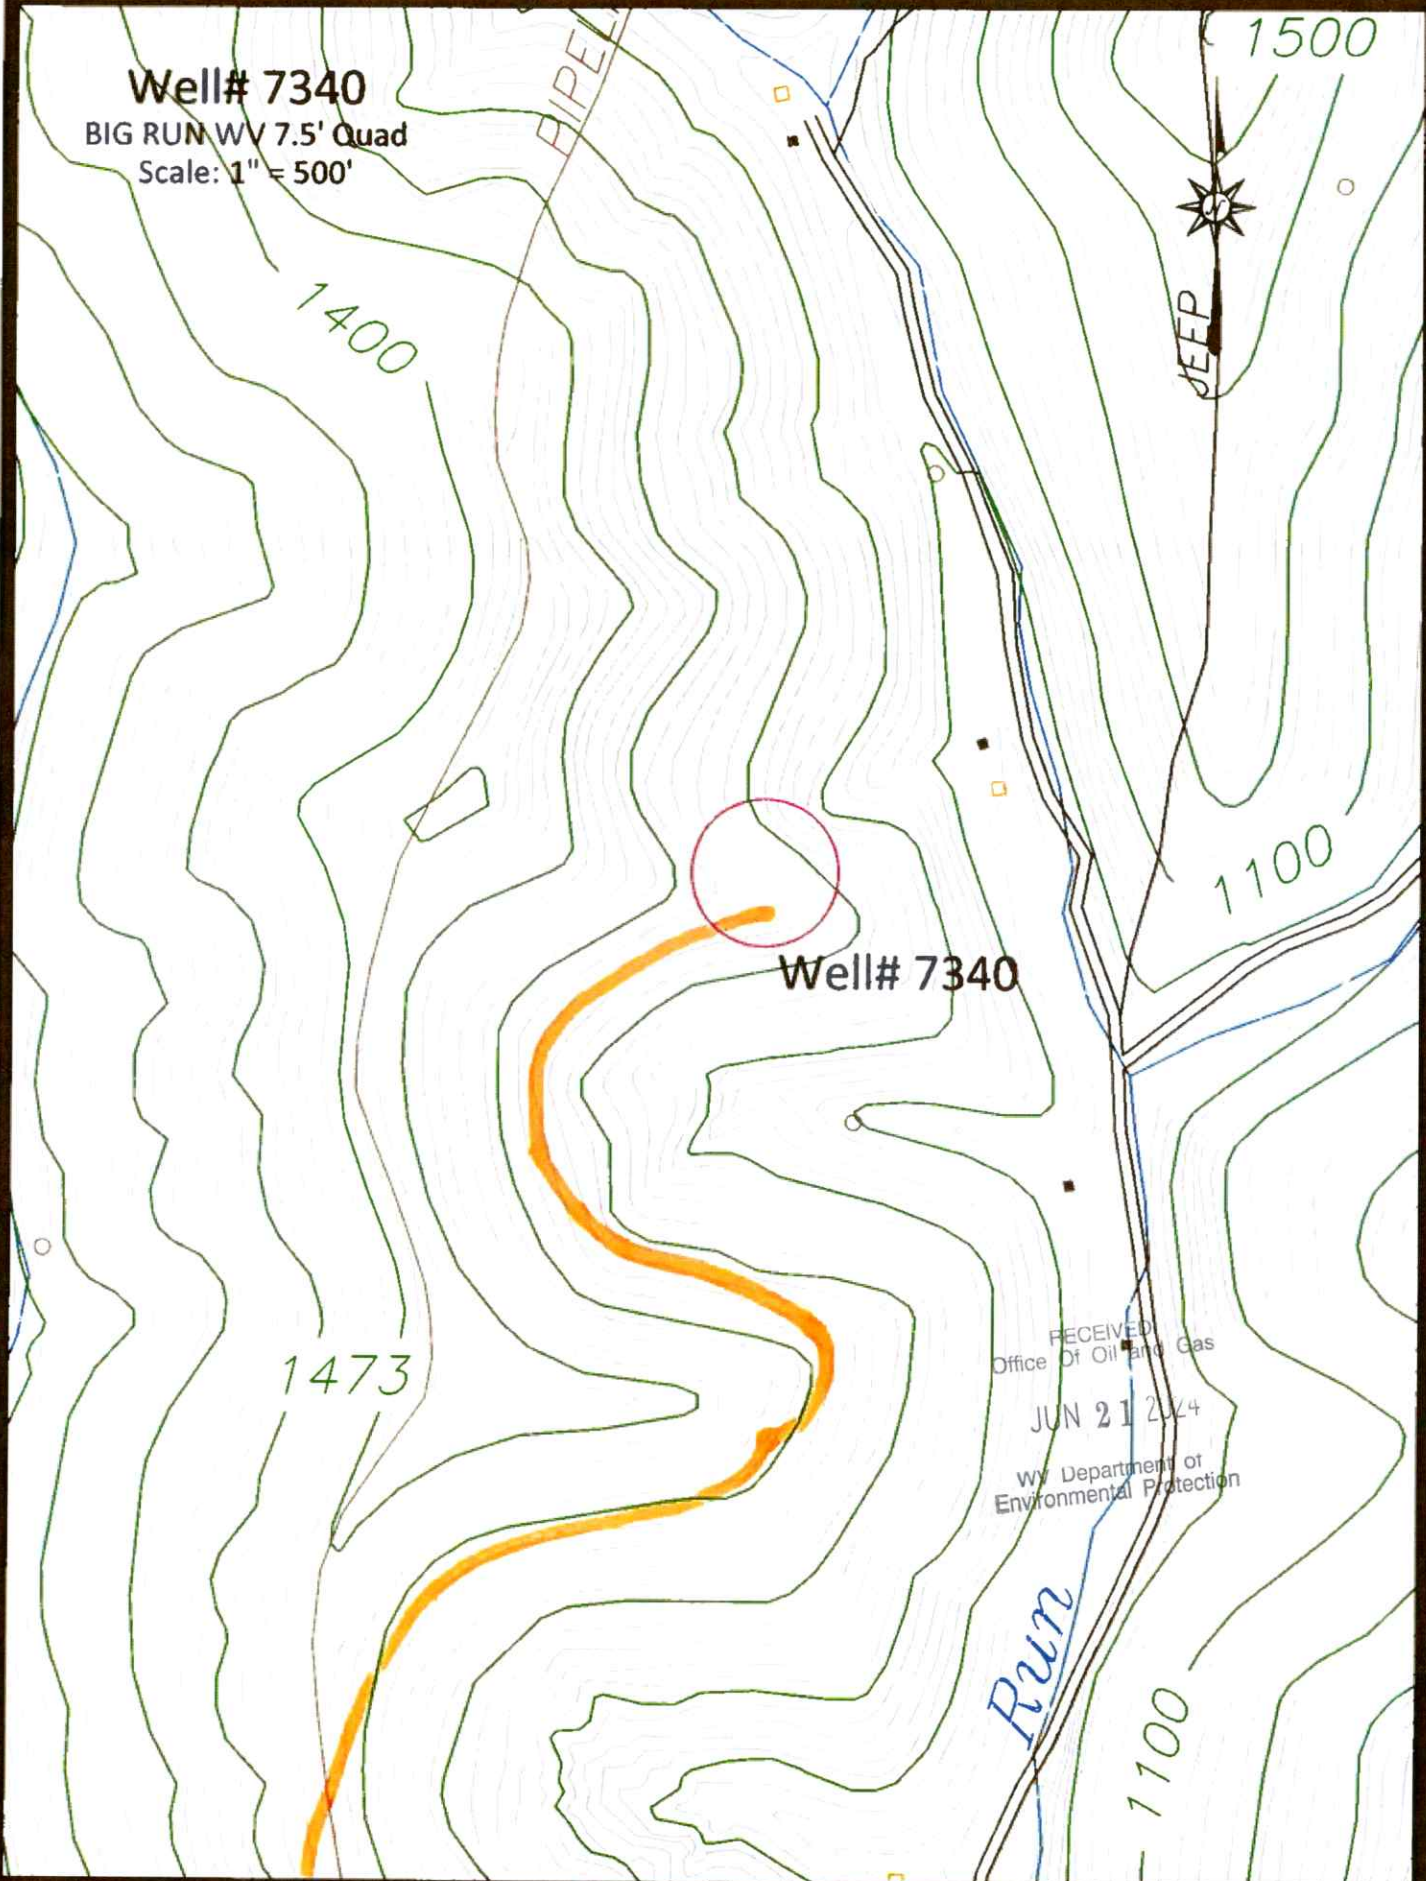 1500
Well# 7340
BIG RUN WV 7.5' Quad
Scale: 1" = 500'
N
JEEP
1400
1100
Well# 7340
1473
RECEIVED
Office Of Oil and Gas
JUN 21 2024
WV Department of
Environmental Protection
Run
1100